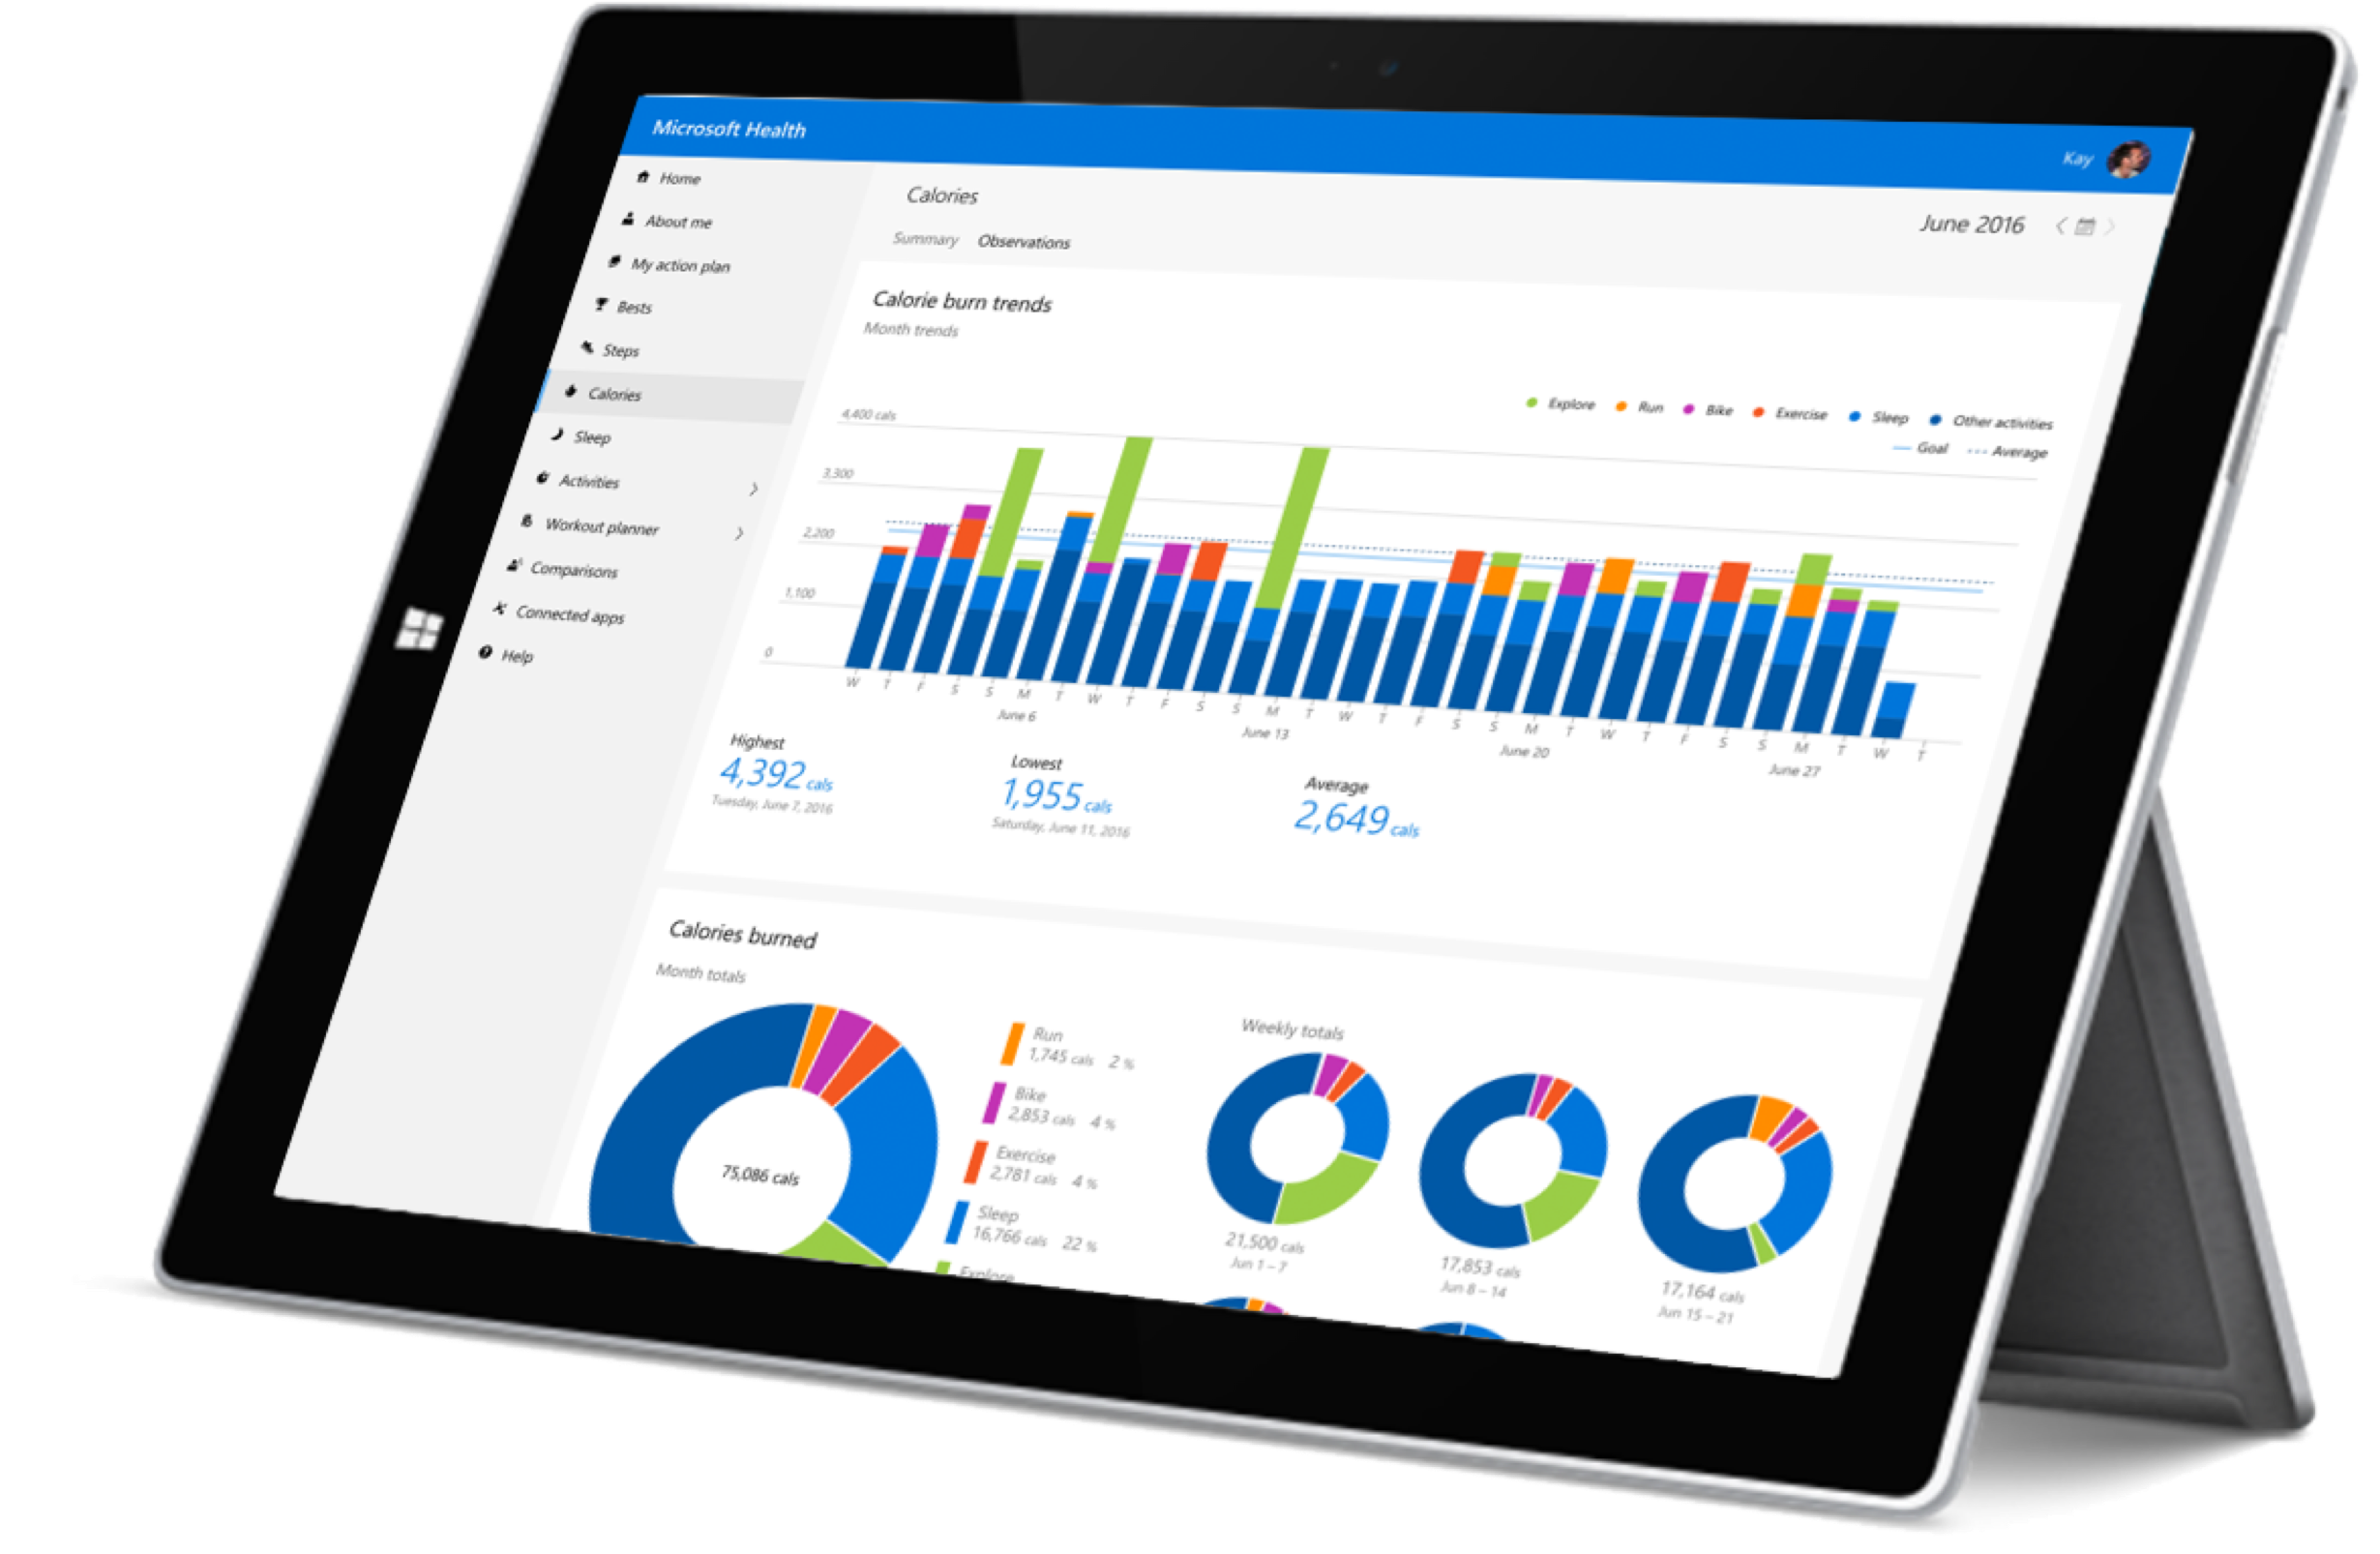 Microsoft Health
Kay
Home
About me
My action plan
Bests
Steps
Calories
Sleep
Activities
Workout planner
Comparisons
Connected apps
Help
Calories
June 2016
Summary Observations
Calorie burn trends
Month trends
Explore Run Bike Exercise Sleep Other activities
Goal Average
4,400 cals
3,300
2,200
1,100
0
W T F S S M T W T F S S M T W T F S S M T W T F S S M T W T
June 6 June 13 June 20 June 27
Highest
4,392 cals
Tuesday, June 7, 2016
Lowest
1,955 cals
Saturday, June 11, 2016
Average
2,649 cals
Calories burned
Month totals
75,086 cals
Run
1,745 cals 2 %
Bike
2,853 cals 4 %
Exercise
2,781 cals 4 %
Sleep
16,766 cals 22 %
Explore
Weekly totals
21,500 cals
Jun 1 – 7
17,853 cals
Jun 8 – 14
17,164 cals
Jun 15 – 21